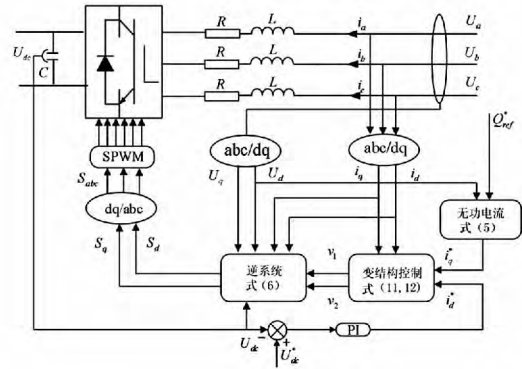 R L i_a U_a
U_dc
C
R L i_b U_b
R L i_c U_c
Q*_ref
SPWM
abc/dq
abc/dq
S_abc
U_q U_d i_q i_d
dq/abc
无功电流
式(5)
S_q S_d
v_1
i*_q
逆系统
式(6)
变结构控制
式(11,12)
v_2
i*_d
U_dc − + PI
U*_dc